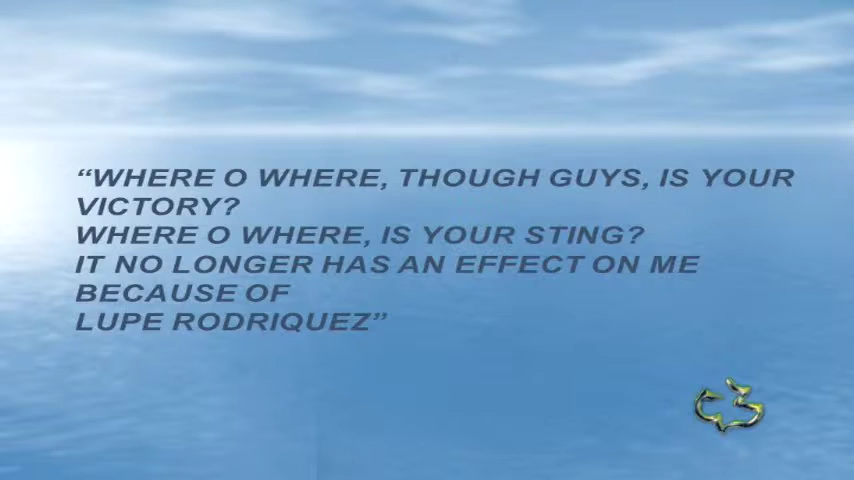 “WHERE O WHERE, THOUGH GUYS, IS YOUR
VICTORY?
WHERE O WHERE, IS YOUR STING?
IT NO LONGER HAS AN EFFECT ON ME
BECAUSE OF
LUPE RODRIQUEZ”